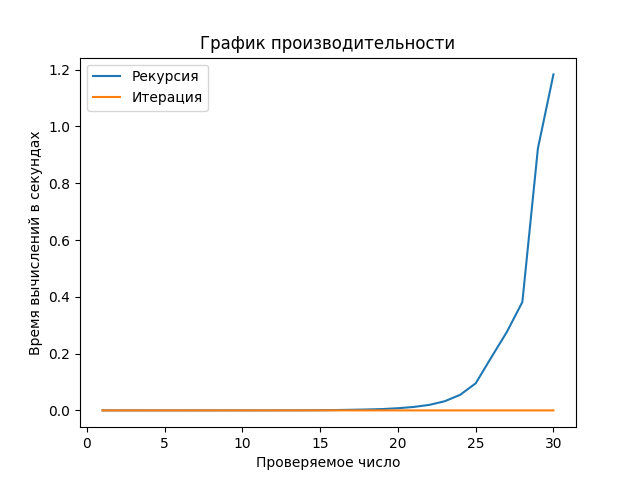 График производительности
Рекурсия
Итерация
Время вычислений в секундах
1.2
1.0
0.8
0.6
0.4
0.2
0.0
0 5 10 15 20 25 30
Проверяемое число